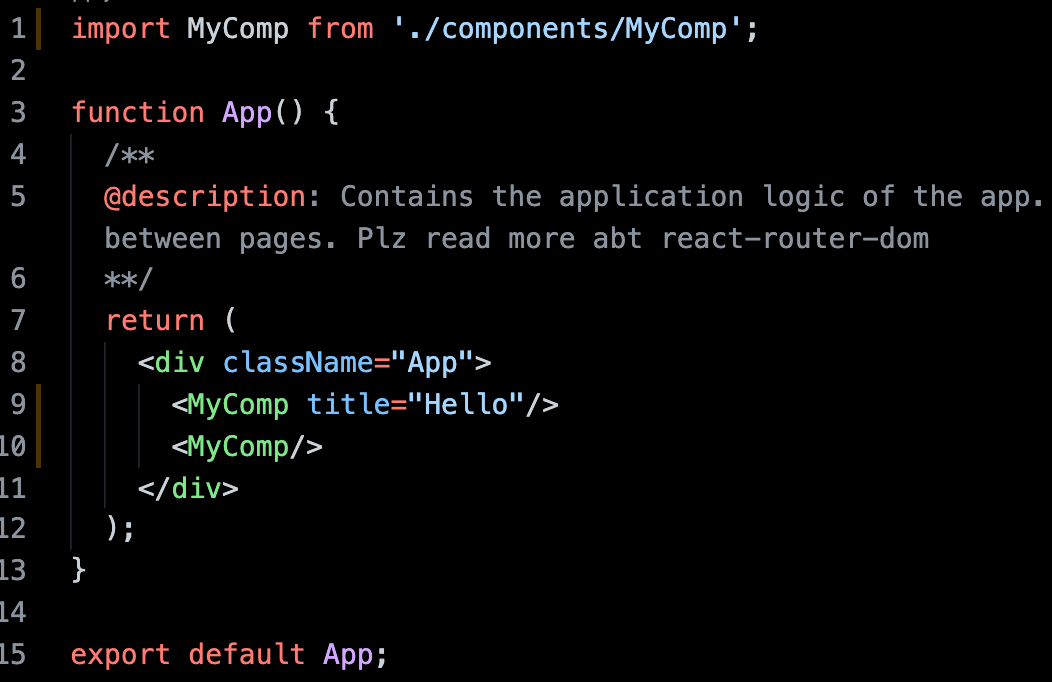 1 import MyComp from './components/MyComp';
2
3 function App() {
4 /**
5 @description: Contains the application logic of the app.
between pages. Plz read more abt react-router-dom
6 **/
7 return (
8 <div className="App">
9 <MyComp title="Hello"/>
10 <MyComp/>
11 </div>
12 );
13 }
14
15 export default App;